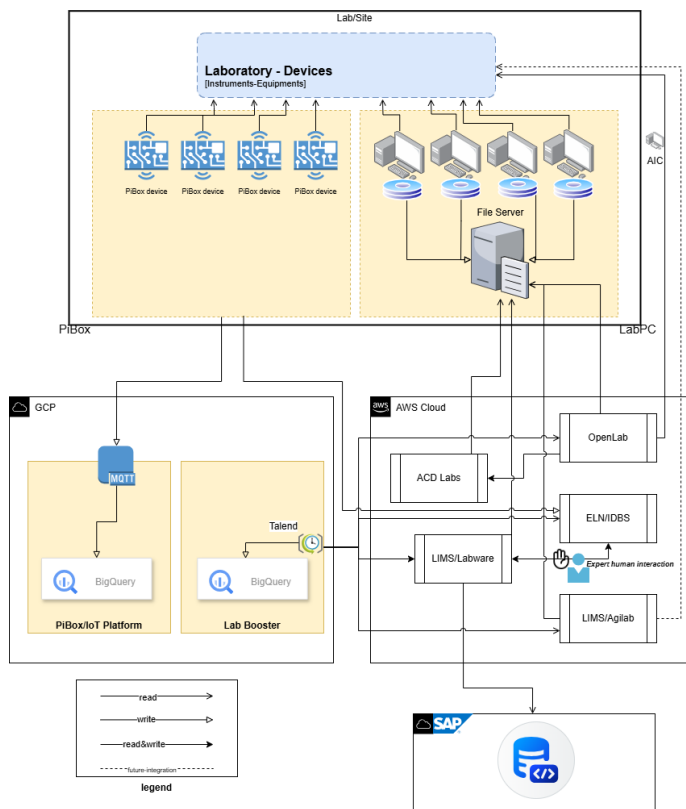 Lab/Site
Laboratory - Devices
[Instruments-Equipments]
PiBox device
PiBox device
PiBox device
PiBox device
File Server
AIC
PiBox
LabPC
GCP
aws
AWS Cloud
OpenLab
ACD Labs
MQTT
Talend
ELN/IDBS
LIMS/Labware
Expert human interaction
BigQuery
BigQuery
PiBox/IoT Platform
Lab Booster
LIMS/Agilab
read
write
read&write
future-integration
legend
SAP